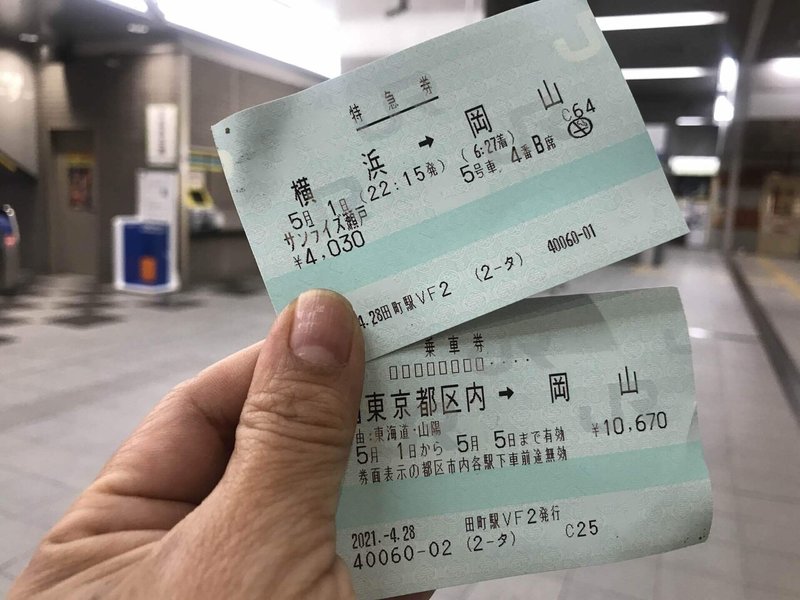 特急券
横浜 → 岡山
C64
5月 1日 (22:15発) (6:27着) 5号車 4番B席
サンライズ瀬戸
¥4,030
40060-01
4.28田町駅VF2 (2-タ)
乗車券
□□□□□□□□....
東京都区内 → 岡山
由:東海道・山陽
5月 1日から 5月 5日まで有効 ¥10,670
券面表示の都区市内各駅下車前途無効
2021.-4.28 田町駅VF2発行
40060-02 (2-タ) C25